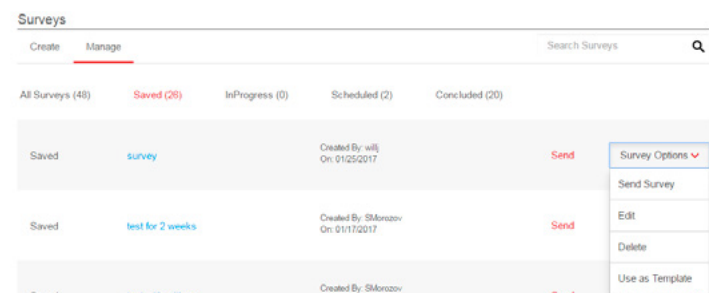 Surveys
Create Manage Search Surveys
All Surveys (48) Saved (26) InProgress (0) Scheduled (2) Concluded (20)
Saved survey Created By: willj Send Survey Options
On: 01/25/2017
Send Survey
Saved test for 2 weeks Created By: SMorozov Send Edit
On: 01/17/2017
Delete
Use as Template
Created By: SMorozov